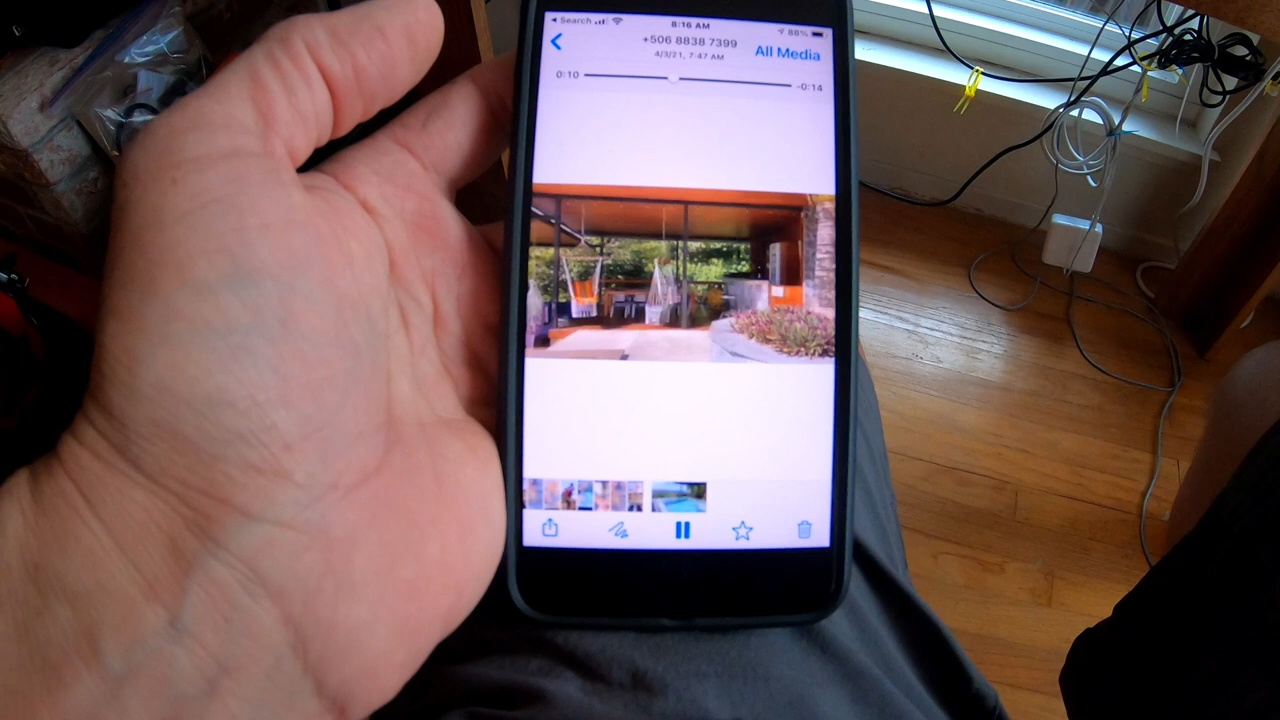 Search
8:16 AM
88%
+506 8838 7399
4/3/21, 7:47 AM
All Media
0:10
-0:14